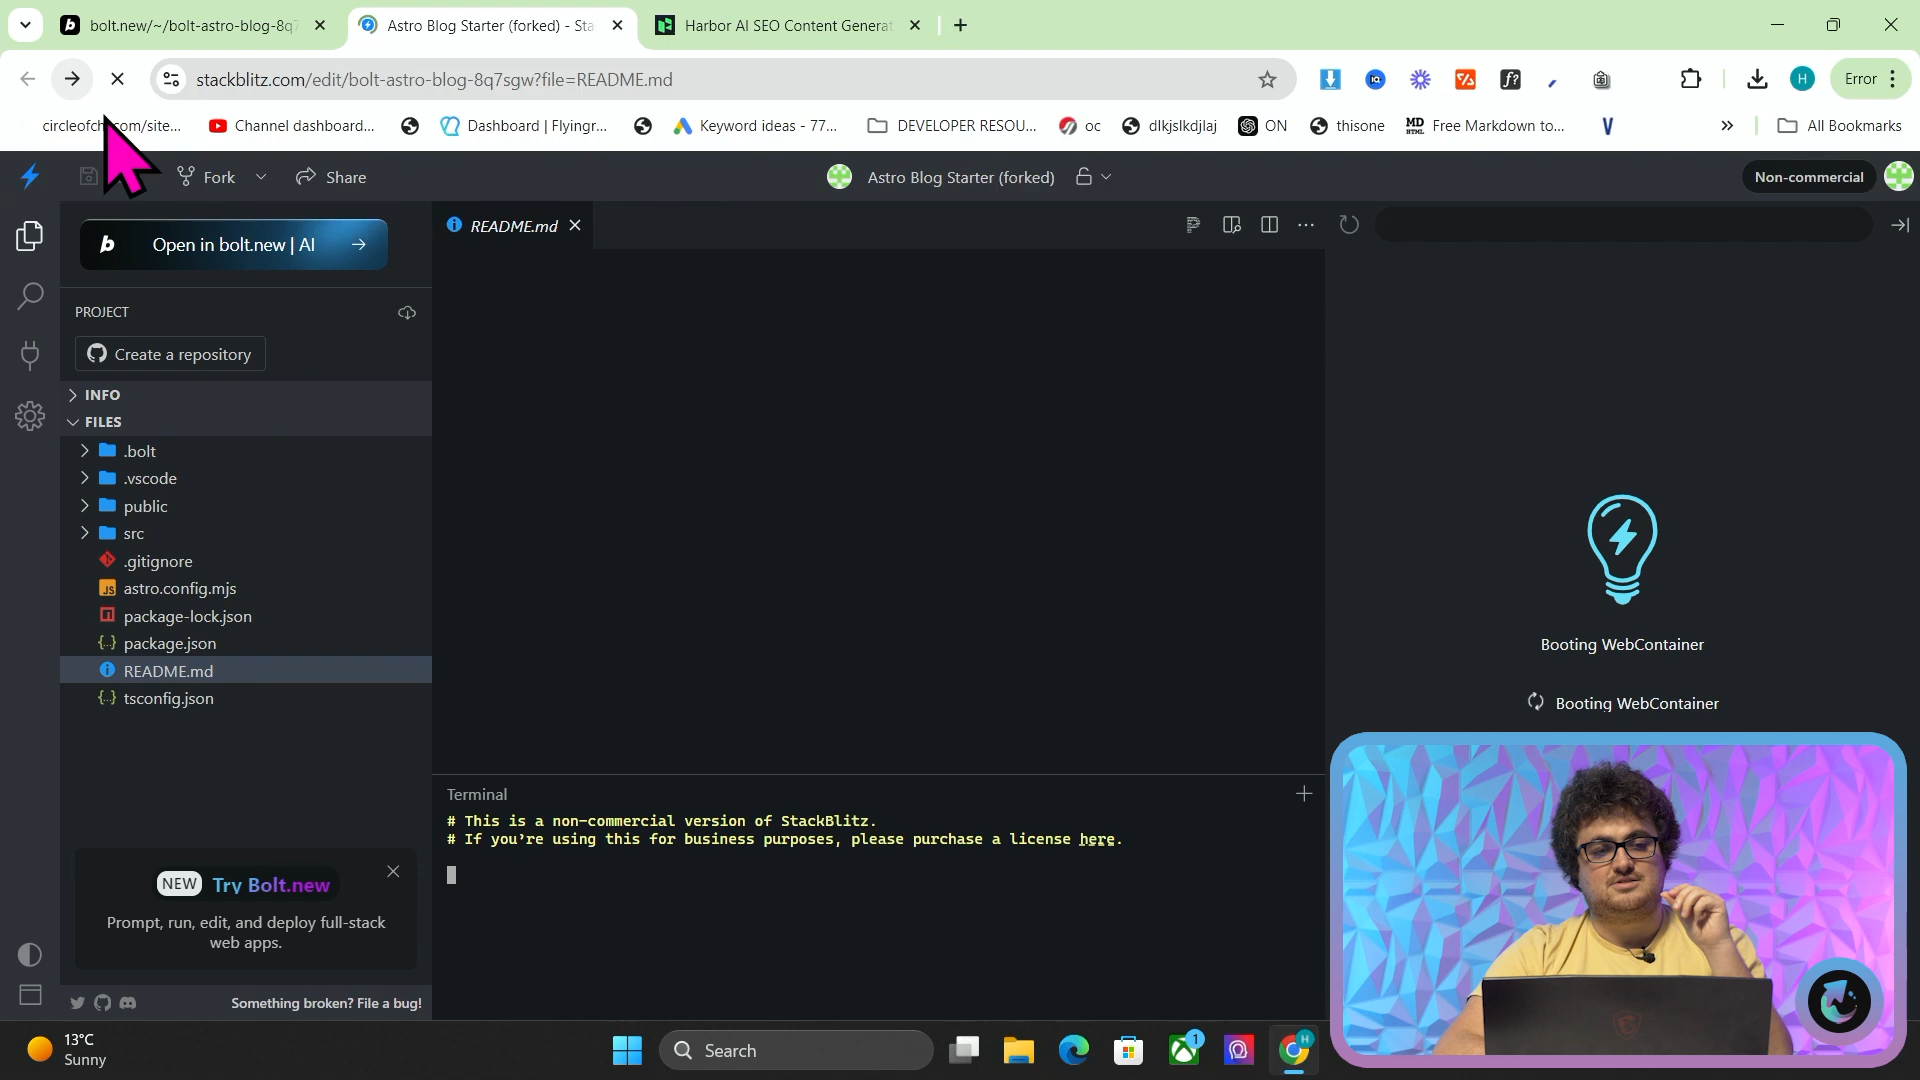 bolt.new/~/bolt-astro-blog-8q7
Astro Blog Starter (forked) - Sta
Harbor AI SEO Content Generat
stackblitz.com/edit/bolt-astro-blog-8q7sgw?file=README.md
H
Error
Channel dashboard...
Dashboard | Flyingr...
Keyword ideas - 77...
DEVELOPER RESOU...
oc
dlkjslkdjlaj
ON
thisone
Free Markdown to...
All Bookmarks
Fork
Share
Astro Blog Starter (forked)
Non-commercial
Open in bolt.new | AI
README.md
PROJECT
Create a repository
INFO
FILES
.bolt
.vscode
public
src
.gitignore
astro.config.mjs
package-lock.json
package.json
README.md
tsconfig.json
Booting WebContainer
Booting WebContainer
Terminal
# This is a non-commercial version of StackBlitz.
# If you're using this for business purposes, please purchase a license here.
NEW Try Bolt.new
Prompt, run, edit, and deploy full-stack
web apps.
Something broken? File a bug!
13°C
Sunny
Search
1